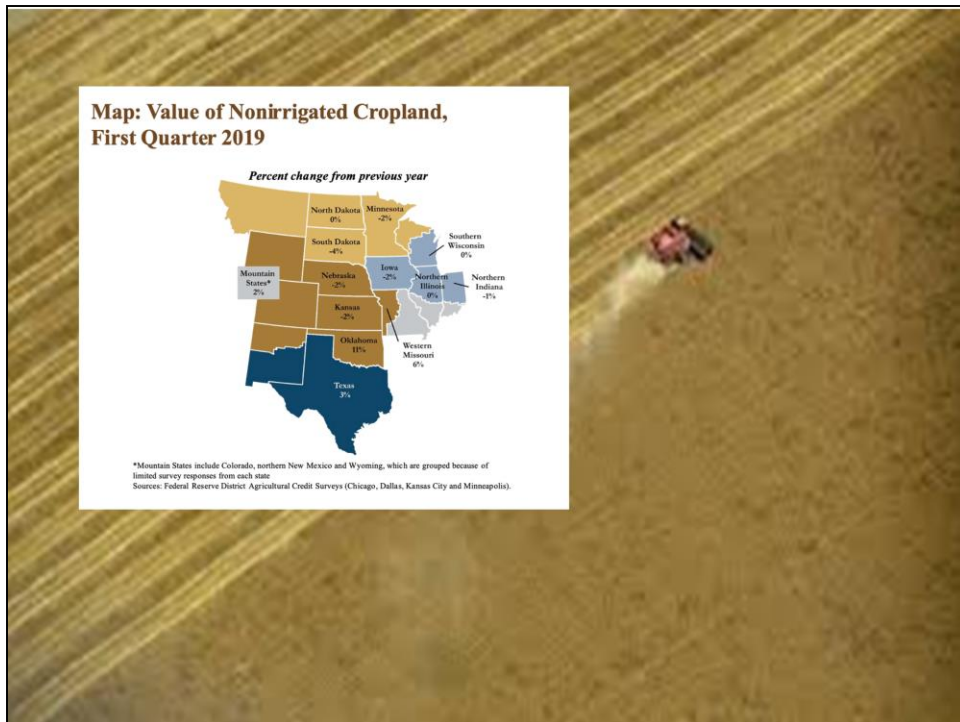 Map: Value of Nonirrigated Cropland,
First Quarter 2019
Percent change from previous year
North Dakota
0%
Minnesota
-2%
South Dakota
-4%
Southern
Wisconsin
0%
Iowa
-2%
Northern
Illinois
0%
Northern
Indiana
-1%
Mountain
States*
2%
Nebraska
-2%
Kansas
-2%
Oklahoma
11%
Western
Missouri
6%
Texas
3%
*Mountain States include Colorado, northern New Mexico and Wyoming, which are grouped because of
limited survey responses from each state
Sources: Federal Reserve District Agricultural Credit Surveys (Chicago, Dallas, Kansas City and Minneapolis).